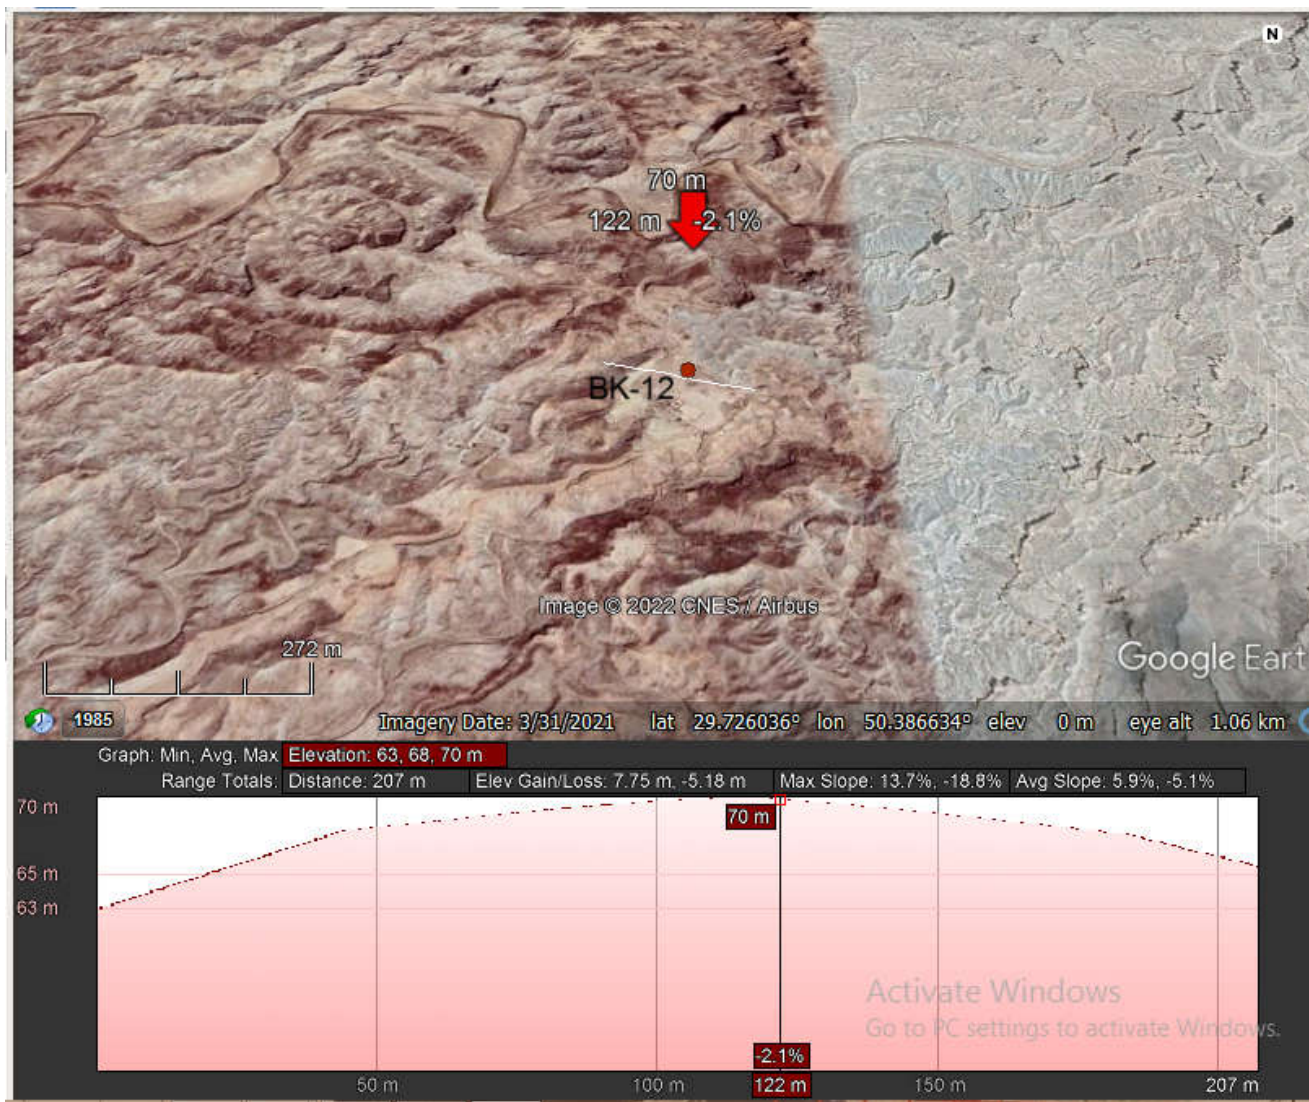 N
70 m
122 m -2.1%
BK-12
Image © 2022 CNES / Airbus
272 m
Google Eart
1985 Imagery Date: 3/31/2021 lat 29.726036° lon 50.386634° elev 0 m eye alt 1.06 km
Graph: Min, Avg, Max Elevation: 63, 68, 70 m
Range Totals: Distance: 207 m Elev Gain/Loss: 7.75 m, -5.18 m Max Slope: 13.7%, -18.8% Avg Slope: 5.9%, -5.1%
70 m
70 m
65 m
63 m
Activate Windows
Go to PC settings to activate Windows.
-2.1%
50 m 100 m 122 m 150 m 207 m